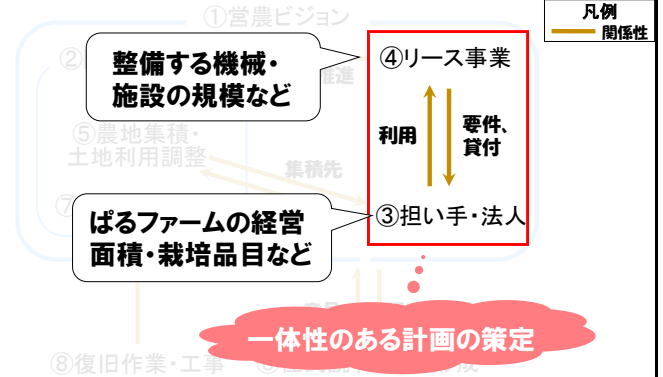 凡例
関係性
①営農ビジョン
②
推進
整備する機械・
施設の規模など
④リース事業
利用
要件、
貸付
⑤農地集積・
土地利用調整
集積先
⑦
ぱるファームの経営
面積・栽培品目など
③担い手・法人
一体性のある計画の策定
⑧復旧作業・工事